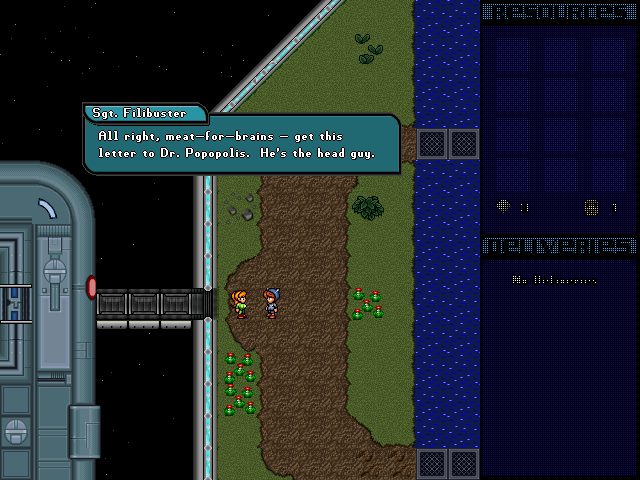 RESOURCES
Sgt. Filibuster
All right, meat-for-brains - get this
letter to Dr. Popopolis. He's the head guy.
DELIVERIES
No Deliveries